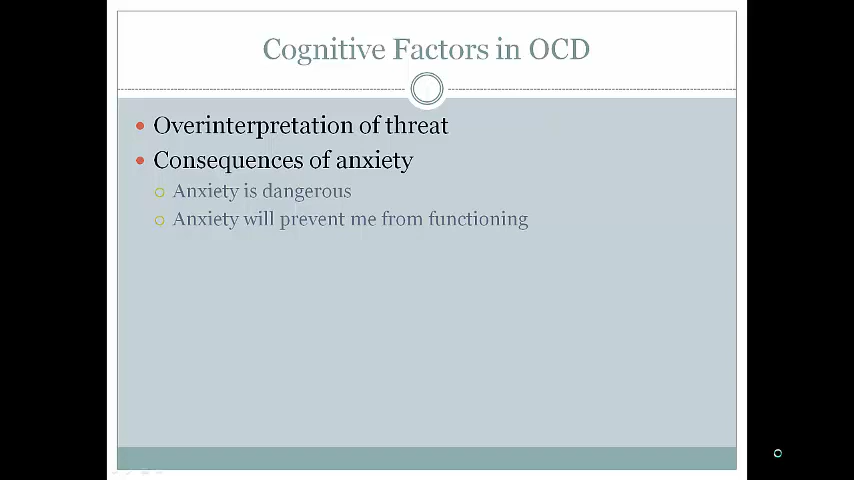 Cognitive Factors in OCD
Overinterpretation of threat
Consequences of anxiety
Anxiety is dangerous
Anxiety will prevent me from functioning